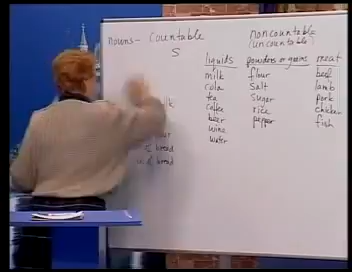 nouns - countable
S
noncountable
(uncountable)
liquids powders or grains meat
milk flour beef
cola salt lamb
tea sugar pork
coffee rice chicken
beer pepper fish
wine
water
bread
bread